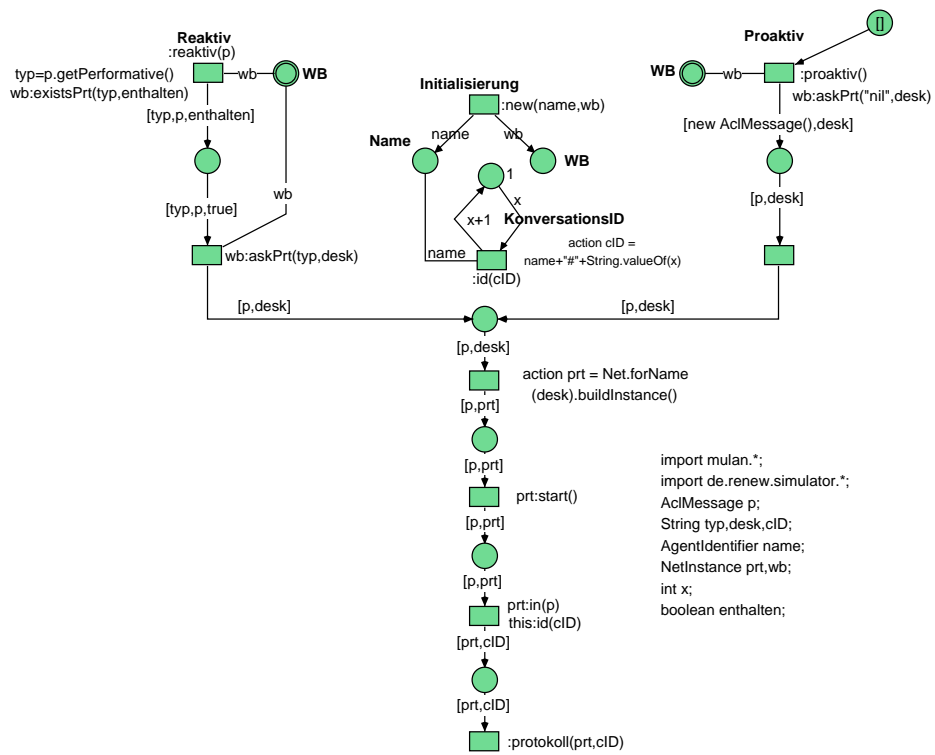 Reaktiv
:reaktiv(p)
typ=p.getPerformative()
wb:existsPrt(typ,enthalten)
wb
WB
[typ,p,enthalten]
wb
[typ,p,true]
wb:askPrt(typ,desk)
[p,desk]
Initialisierung
:new(name,wb)
name
wb
Name
WB
1
x
x+1
KonversationsID
name
action cID =
name+"#"+String.valueOf(x)
:id(cID)
[]
Proaktiv
WB
wb
:proaktiv()
wb:askPrt("nil",desk)
[new AclMessage(),desk]
[p,desk]
[p,desk]
[p,desk]
action prt = Net.forName
(desk).buildInstance()
[p,prt]
[p,prt]
prt:start()
[p,prt]
[p,prt]
prt:in(p)
this:id(cID)
[prt,cID]
[prt,cID]
:protokoll(prt,cID)
import mulan.*;
import de.renew.simulator.*;
AclMessage p;
String typ,desk,cID;
AgentIdentifier name;
NetInstance prt,wb;
int x;
boolean enthalten;